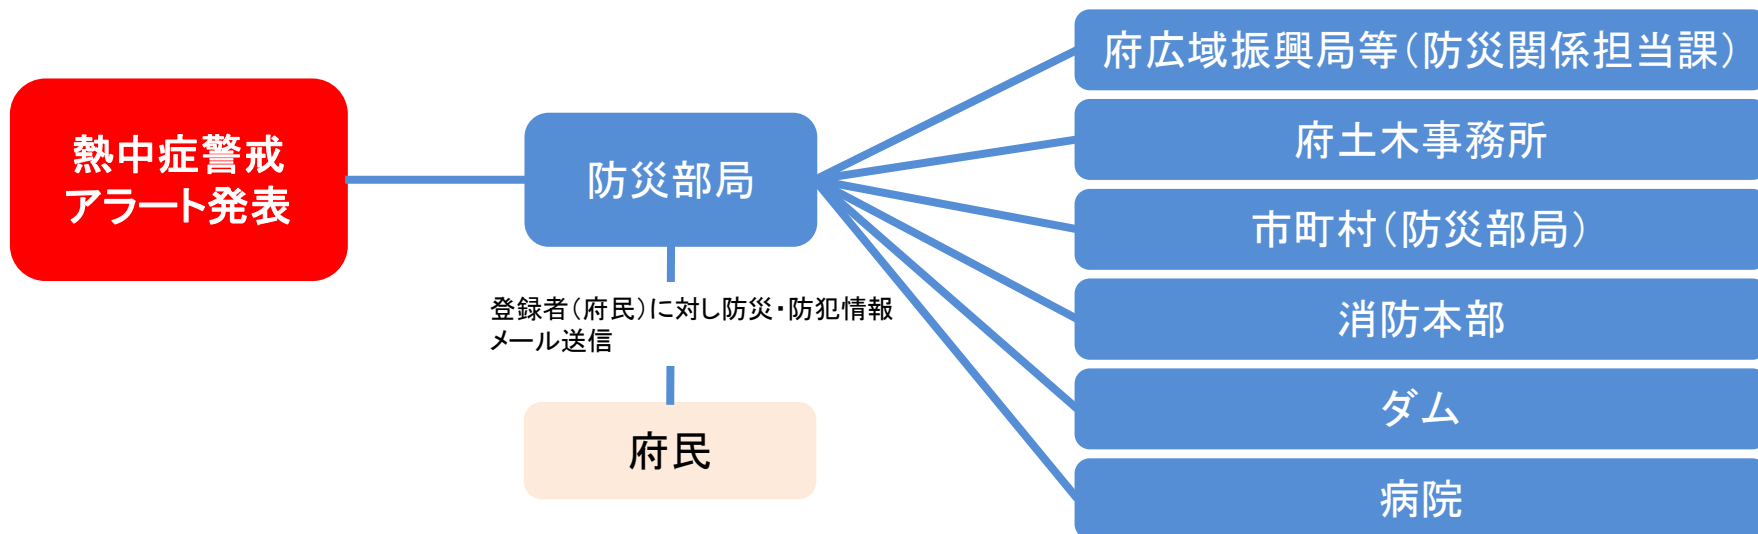 熱中症警戒
アラート発表
防災部局
登録者（府民）に対し防災・防犯情報
メール送信
府民
府広域振興局等（防災関係担当課）
府土木事務所
市町村（防災部局）
消防本部
ダム
病院